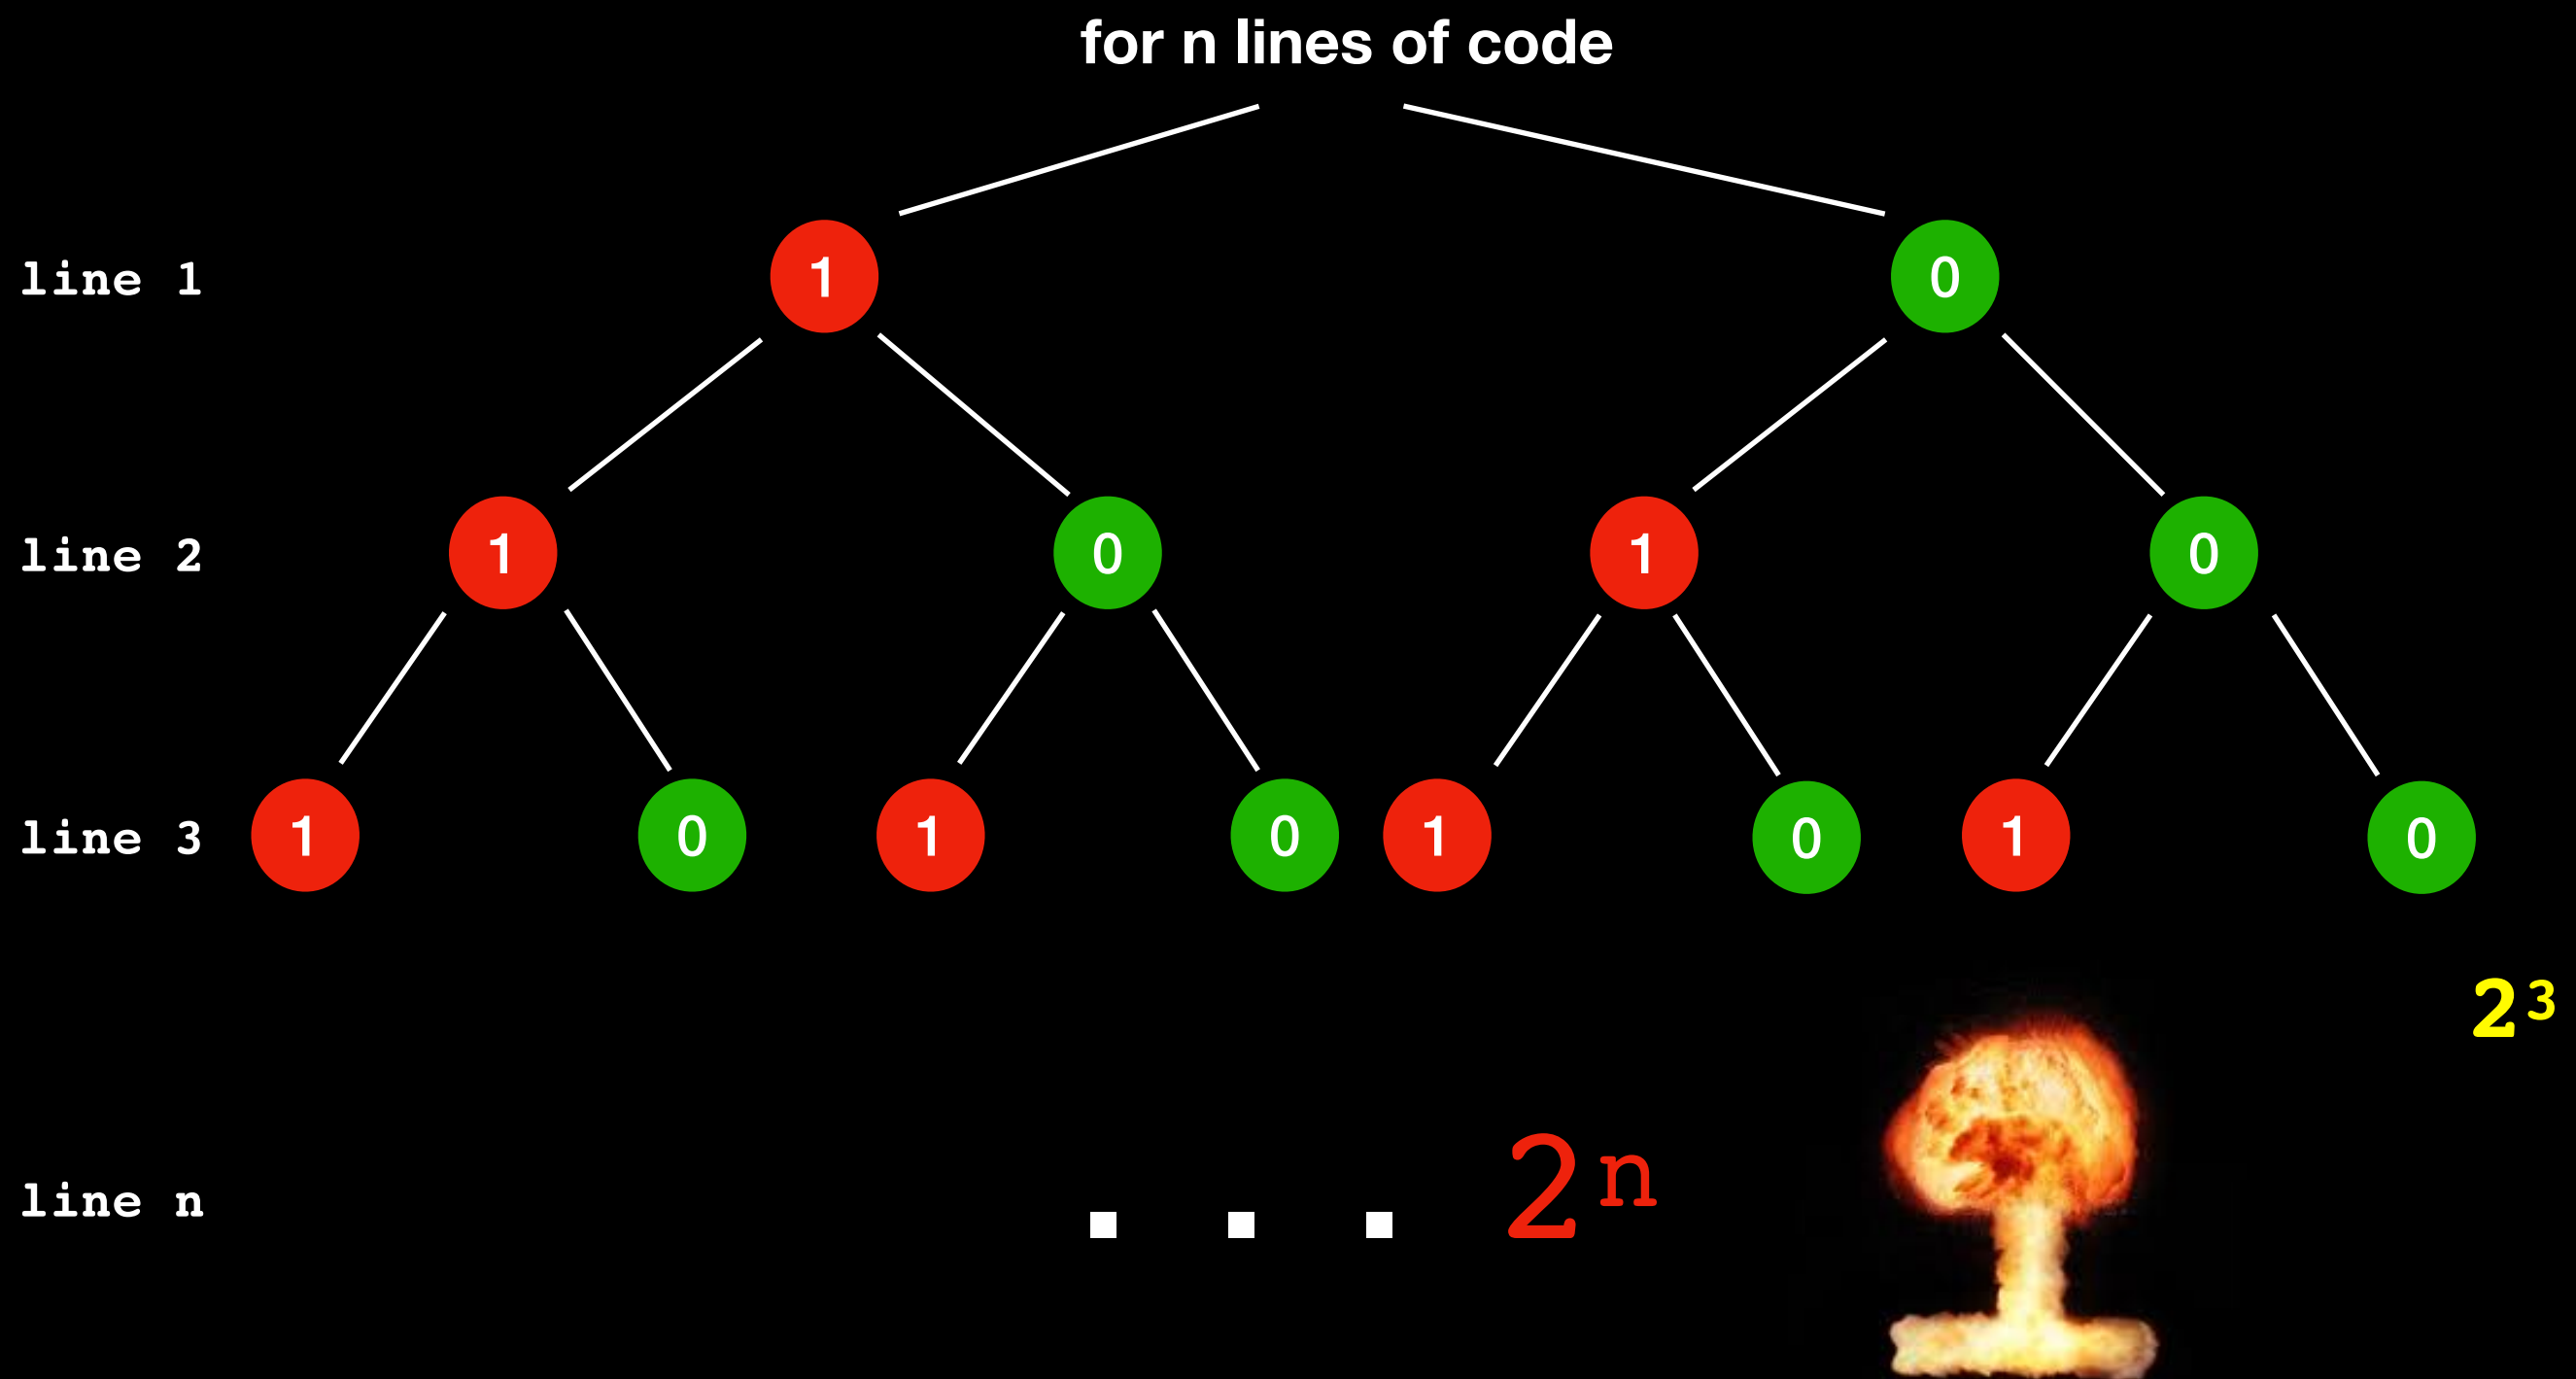 for n lines of code
line 1 1 0
line 2 1 0 1 0
line 3 1 0 1 0 1 0 1 0
2³
line n . . . 2ⁿ